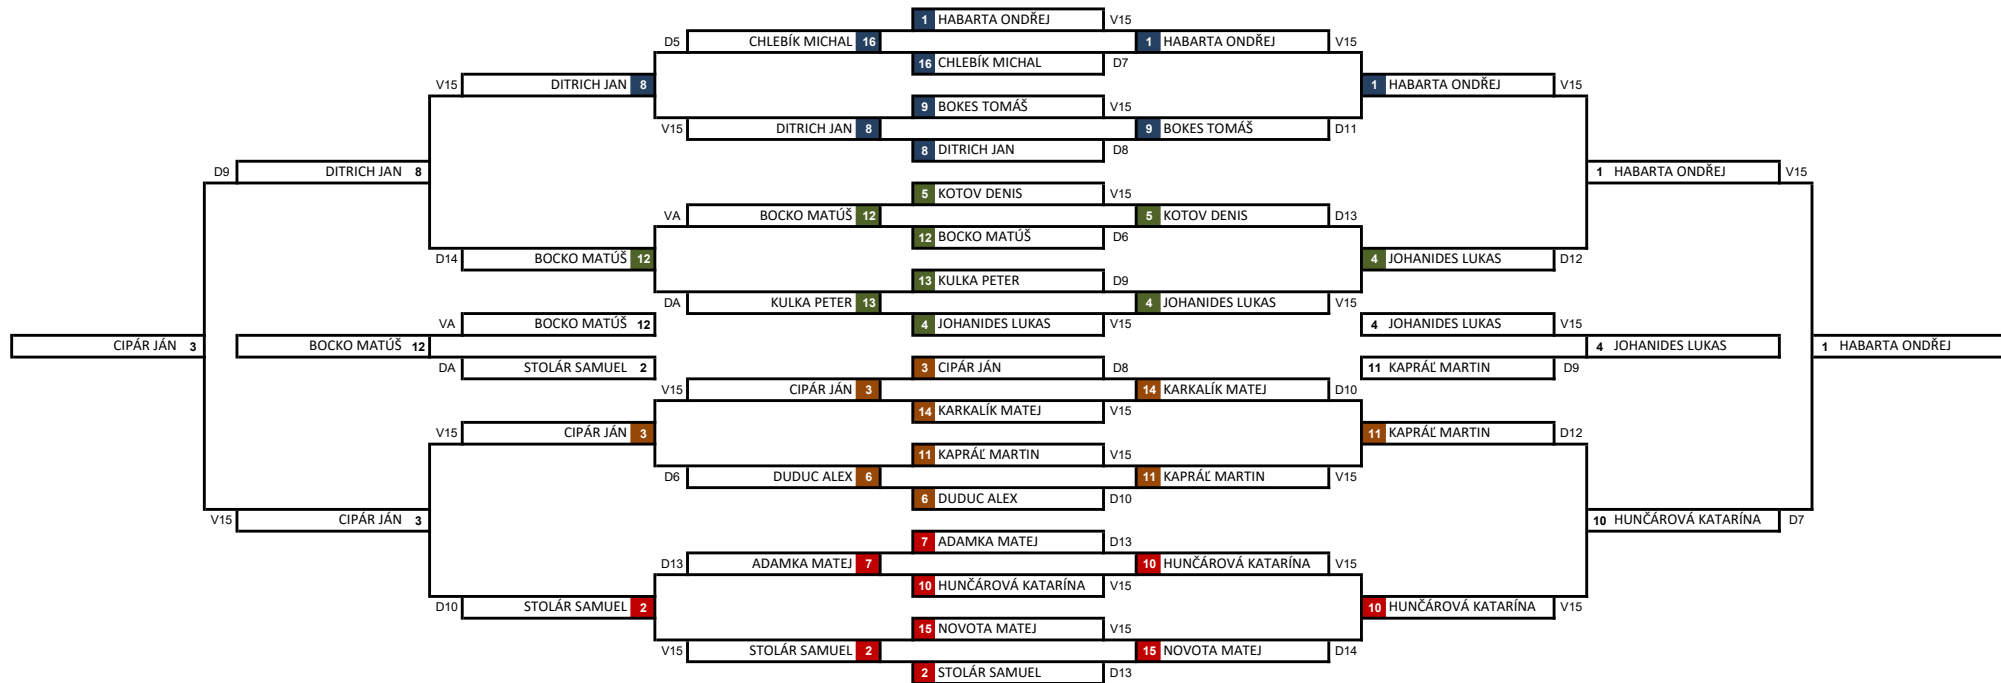 1 HABARTA ONDŘEJ V15
D5 CHLEBÍK MICHAL 16 1 HABARTA ONDŘEJ V15
16 CHLEBÍK MICHAL D7
V15 DITRICH JAN 8 1 HABARTA ONDŘEJ V15
9 BOKES TOMÁŠ V15
V15 DITRICH JAN 8 9 BOKES TOMÁŠ D11
8 DITRICH JAN D8
D9 DITRICH JAN 8 1 HABARTA ONDŘEJ V15
5 KOTOV DENIS V15
VA BOCKO MATÚŠ 12 5 KOTOV DENIS D13
12 BOCKO MATÚŠ D6
D14 BOCKO MATÚŠ 12 4 JOHANIDES LUKAS D12
13 KULKA PETER D9
DA KULKA PETER 13 4 JOHANIDES LUKAS V15
VA BOCKO MATÚŠ 12 4 JOHANIDES LUKAS V15 4 JOHANIDES LUKAS V15
CIPÁR JÁN 3 BOCKO MATÚŠ 12 4 JOHANIDES LUKAS 1 HABARTA ONDŘEJ
DA STOLÁR SAMUEL 2 3 CIPÁR JÁN D8 11 KAPRÁĽ MARTIN D9
V15 CIPÁR JÁN 3 14 KARKALÍK MATEJ D10
14 KARKALÍK MATEJ V15
V15 CIPÁR JÁN 3 11 KAPRÁĽ MARTIN D12
11 KAPRÁĽ MARTIN V15
D6 DUDUC ALEX 6 11 KAPRÁĽ MARTIN V15
6 DUDUC ALEX D10
V15 CIPÁR JÁN 3 10 HUNČÁROVÁ KATARÍNA D7
7 ADAMKA MATEJ D13
D13 ADAMKA MATEJ 7 10 HUNČÁROVÁ KATARÍNA V15
10 HUNČÁROVÁ KATARÍNA V15
D10 STOLÁR SAMUEL 2 10 HUNČÁROVÁ KATARÍNA V15
15 NOVOTA MATEJ V15
V15 STOLÁR SAMUEL 2 15 NOVOTA MATEJ D14
2 STOLÁR SAMUEL D13